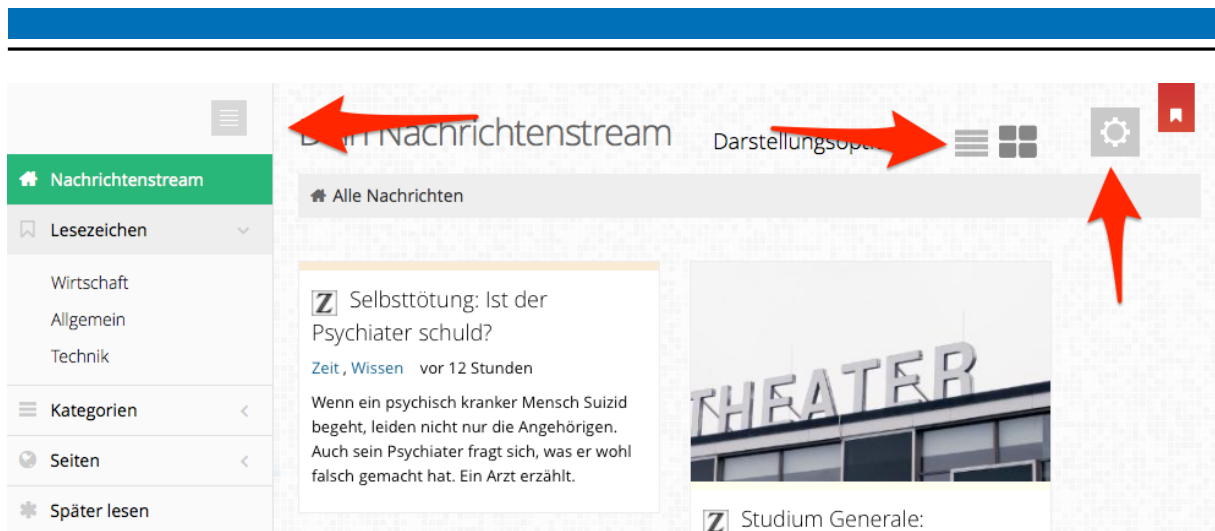 Nachrichtenstream
Darstellungsopti
Nachrichtenstream
Alle Nachrichten
Lesezeichen
Wirtschaft
Allgemein
Technik
Kategorien
Seiten
Später lesen
Z Selbsttötung: Ist der
Psychiater schuld?
Zeit , Wissen vor 12 Stunden
Wenn ein psychisch kranker Mensch Suizid
begeht, leiden nicht nur die Angehörigen.
Auch sein Psychiater fragt sich, was er wohl
falsch gemacht hat. Ein Arzt erzählt.
THEATER
Z Studium Generale: